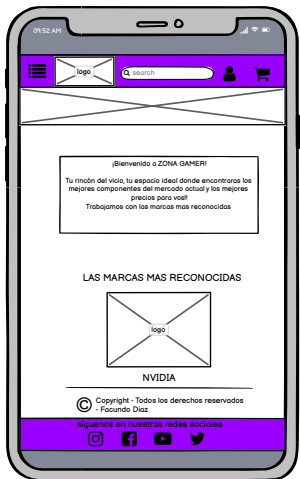 09:52 AM
logo
search
¡Bienvenido a ZONA GAMER!
Tu rincón del vicio, tu espacio ideal donde encontraras los
mejores componentes del mercado actual y los mejores
precios para vos!!
Trabajamos con las marcas mas reconocidas
LAS MARCAS MAS RECONOCIDAS
logo
NVIDIA
© Copyright - Todos los derechos reservados
- Facundo Diaz
siguenos en nuestras redes sociales